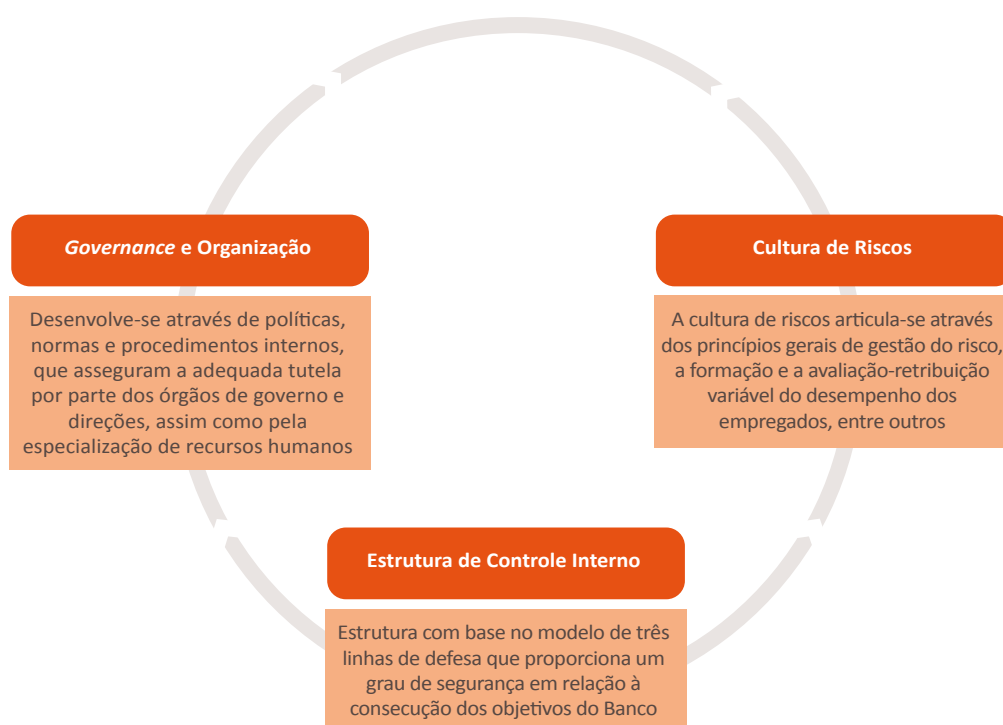 Governance e Organização
Desenvolve-se através de políticas,
normas e procedimentos internos,
que asseguram a adequada tutela
por parte dos órgãos de governo e
direções, assim como pela
especialização de recursos humanos
Cultura de Riscos
A cultura de riscos articula-se através
dos princípios gerais de gestão do risco,
a formação e a avaliação-retribuição
variável do desempenho dos
empregados, entre outros
Estrutura de Controle Interno
Estrutura com base no modelo de três
linhas de defesa que proporciona um
grau de segurança em relação à
consecução dos objetivos do Banco